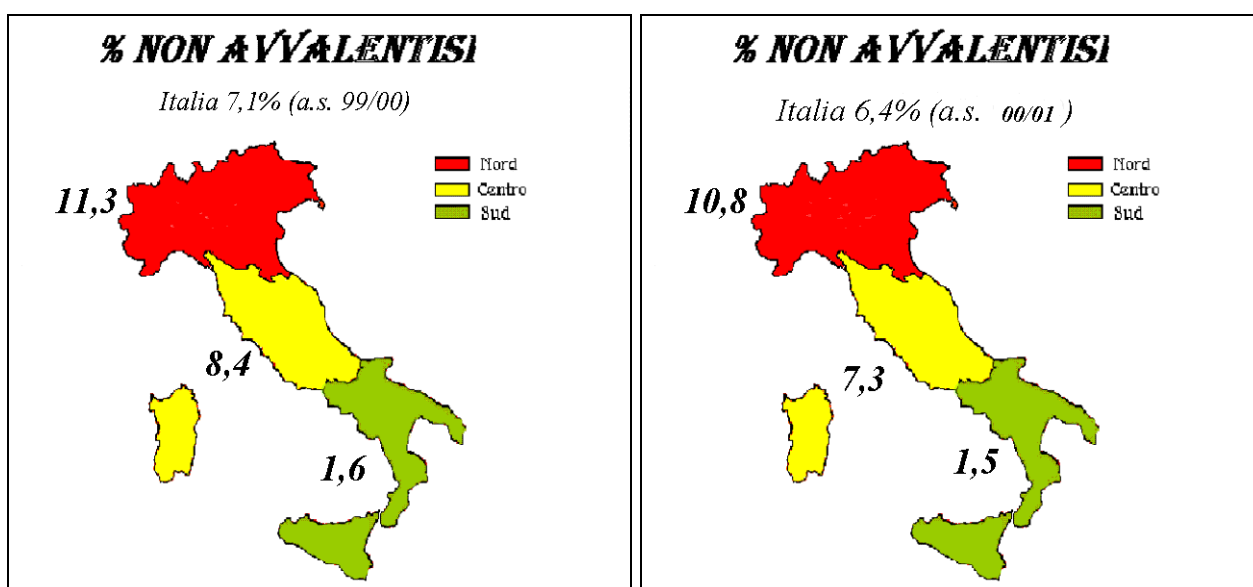 % NON AVVALENTISI
Italia 7,1% (a.s. 99/00)
Nord
Centro
Sud
11,3
8,4
1,6
% NON AVVALENTISI
Italia 6,4% (a.s. 00/01 )
Nord
Centro
Sud
10,8
7,3
1,5